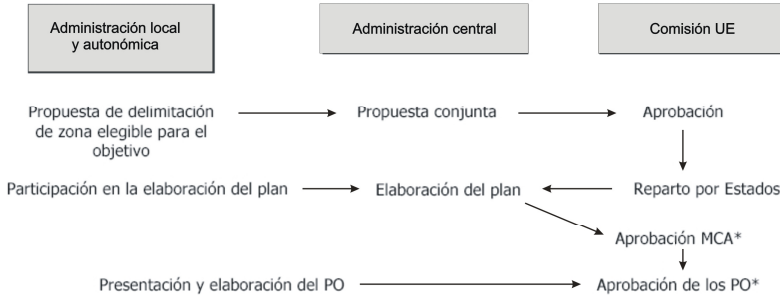 Administración local
y autonómica
Administración central
Comisión UE
Propuesta de delimitación
de zona elegible para el
objetivo
Propuesta conjunta
Aprobación
Participación en la elaboración del plan
Elaboración del plan
Reparto por Estados
Aprobación MCA*
Presentación y elaboración del PO
Aprobación de los PO*